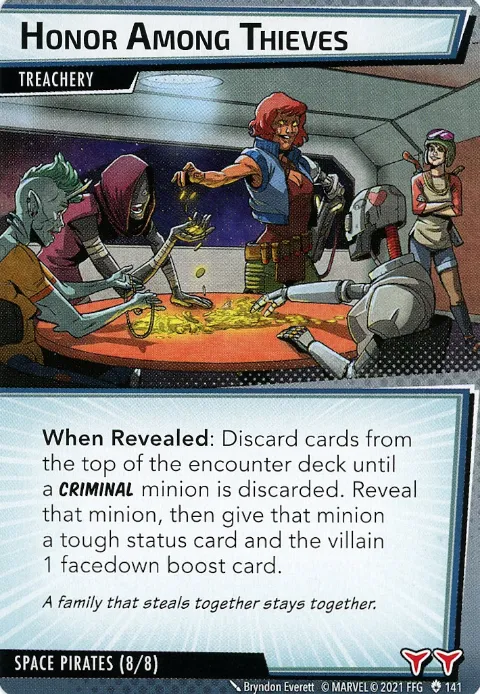 Honor Among Thieves
TREACHERY
When Revealed: Discard cards from
the top of the encounter deck until
a CRIMINAL minion is discarded. Reveal
that minion, then give that minion
a tough status card and the villain
1 facedown boost card.
A family that steals together stays together.
SPACE PIRATES (8/8)
Bryndon Everett © MARVEL © 2021 FFG 141